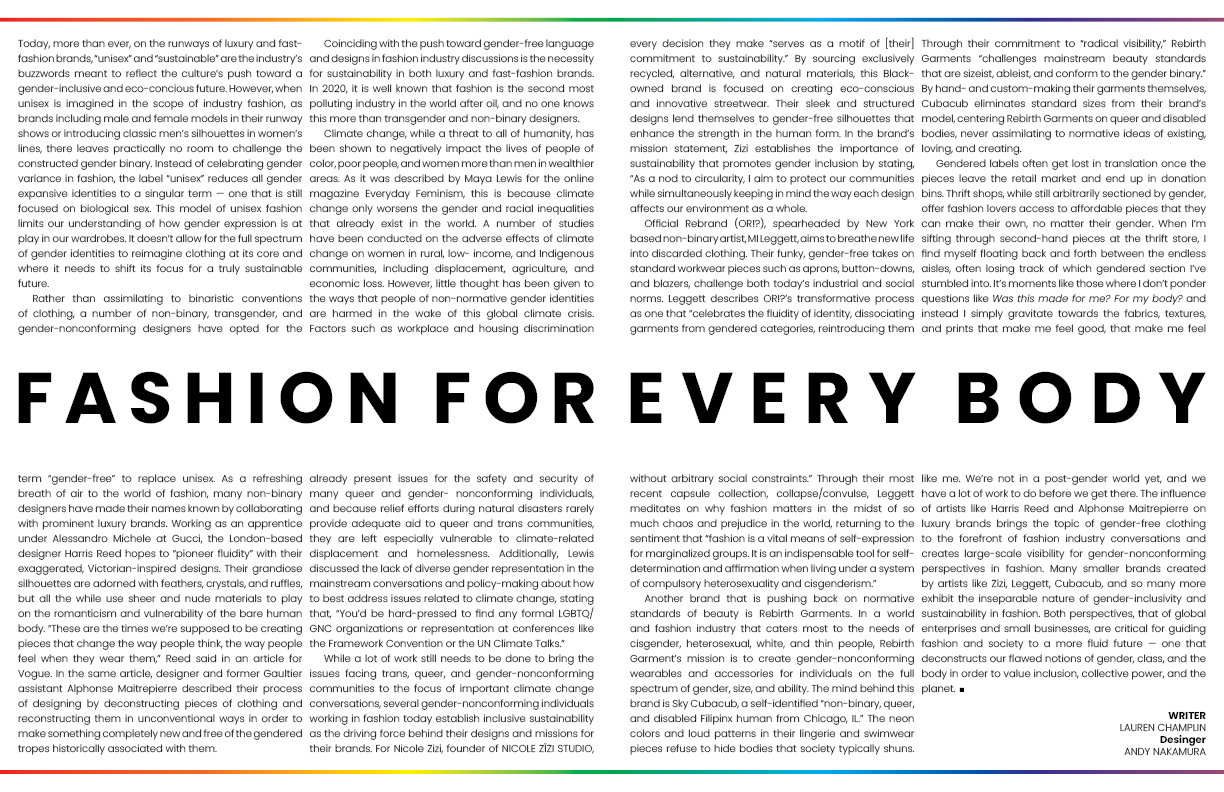 FASHION FOR EVERY BODY
Today, more than ever, on the runways of luxury and fast-
fashion brands, “unisex” and “sustainable” are the industry’s
buzzwords meant to reflect the culture’s push toward a
gender-inclusive and eco-concious future. However, when
unisex is imagined in the scope of industry fashion, as
brands including male and female models in their runway
shows or introducing classic men’s silhouettes in women’s
lines, there leaves practically no room to challenge the
constructed gender binary. Instead of celebrating gender
variance in fashion, the label “unisex” reduces all gender
expansive identities to a singular term — one that is still
focused on biological sex. This model of unisex fashion
limits our understanding of how gender expression is at
play in our wardrobes. It doesn’t allow for the full spectrum
of gender identities to reimagine clothing at its core and
where it needs to shift its focus for a truly sustainable
future.
Rather than assimilating to binaristic conventions
of clothing, a number of non-binary, transgender, and
gender-nonconforming designers have opted for the
term “gender-free” to replace unisex. As a refreshing
breath of air to the world of fashion, many non-binary
designers have made their names known by collaborating
with prominent luxury brands. Working as an apprentice
under Alessandro Michele at Gucci, the London-based
designer Harris Reed hopes to “pioneer fluidity” with their
exaggerated, Victorian-inspired designs. Their grandiose
silhouettes are adorned with feathers, crystals, and ruffles,
but all the while use sheer and nude materials to play
on the romanticism and vulnerability of the bare human
body. “These are the times we’re supposed to be creating
pieces that change the way people think, the way people
feel when they wear them,” Reed said in an article for
Vogue. In the same article, designer and former Gaultier
assistant Alphonse Maitrepierre described their process
of designing by deconstructing pieces of clothing and
reconstructing them in unconventional ways in order to
make something completely new and free of the gendered
tropes historically associated with them.
Coinciding with the push toward gender-free language
and designs in fashion industry discussions is the necessity
for sustainability in both luxury and fast-fashion brands.
In 2020, it is well known that fashion is the second most
polluting industry in the world after oil, and no one knows
this more than transgender and non-binary designers.
Climate change, while a threat to all of humanity, has
been shown to negatively impact the lives of people of
color, poor people, and women more than men in wealthier
areas. As it was described by Maya Lewis for the online
magazine Everyday Feminism, this is because climate
change only worsens the gender and racial inequalities
that already exist in the world. A number of studies
have been conducted on the adverse effects of climate
change on women in rural, low- income, and Indigenous
communities, including displacement, agriculture, and
economic loss. However, little thought has been given to
the ways that people of non-normative gender identities
are harmed in the wake of this global climate crisis.
Factors such as workplace and housing discrimination
already present issues for the safety and security of
many queer and gender- nonconforming individuals,
and because relief efforts during natural disasters rarely
provide adequate aid to queer and trans communities,
they are left especially vulnerable to climate-related
displacement and homelessness. Additionally, Lewis
discussed the lack of diverse gender representation in the
mainstream conversations and policy-making about how
to best address issues related to climate change, stating
that, “You’d be hard-pressed to find any formal LGBTQ/
GNC organizations or representation at conferences like
the Framework Convention or the UN Climate Talks.”
While a lot of work still needs to be done to bring the
issues facing trans, queer, and gender-nonconforming
communities to the focus of important climate change
conversations, several gender-nonconforming individuals
working in fashion today establish inclusive sustainability
as the driving force behind their designs and missions for
their brands. For Nicole Zizi, founder of NICOLE ZÏZI STUDIO,
every decision they make “serves as a motif of [their]
commitment to sustainability.” By sourcing exclusively
recycled, alternative, and natural materials, this Black-
owned brand is focused on creating eco-conscious
and innovative streetwear. Their sleek and structured
designs lend themselves to gender-free silhouettes that
enhance the strength in the human form. In the brand’s
mission statement, Zizi establishes the importance of
sustainability that promotes gender inclusion by stating,
“As a nod to circularity, I aim to protect our communities
while simultaneously keeping in mind the way each design
affects our environment as a whole.
Official Rebrand (OR!?), spearheaded by New York
based non-binary artist, MI Leggett, aims to breathe new life
into discarded clothing. Their funky, gender-free takes on
standard workwear pieces such as aprons, button-downs,
and blazers, challenge both today’s industrial and social
norms. Leggett describes OR!?’s transformative process
as one that “celebrates the fluidity of identity, dissociating
garments from gendered categories, reintroducing them
without arbitrary social constraints.” Through their most
recent capsule collection, collapse/convulse, Leggett
meditates on why fashion matters in the midst of so
much chaos and prejudice in the world, returning to the
sentiment that “fashion is a vital means of self-expression
for marginalized groups. It is an indispensable tool for self-
determination and affirmation when living under a system
of compulsory heterosexuality and cisgenderism.”
Another brand that is pushing back on normative
standards of beauty is Rebirth Garments. In a world
and fashion industry that caters most to the needs of
cisgender, heterosexual, white, and thin people, Rebirth
Garment’s mission is to create gender-nonconforming
wearables and accessories for individuals on the full
spectrum of gender, size, and ability. The mind behind this
brand is Sky Cubacub, a self-identified “non-binary, queer,
and disabled Filipinx human from Chicago, IL.” The neon
colors and loud patterns in their lingerie and swimwear
pieces refuse to hide bodies that society typically shuns.
Through their commitment to “radical visibility,” Rebirth
Garments “challenges mainstream beauty standards
that are sizeist, ableist, and conform to the gender binary.”
By hand- and custom-making their garments themselves,
Cubacub eliminates standard sizes from their brand’s
model, centering Rebirth Garments on queer and disabled
bodies, never assimilating to normative ideas of existing,
loving, and creating.
Gendered labels often get lost in translation once the
pieces leave the retail market and end up in donation
bins. Thrift shops, while still arbitrarily sectioned by gender,
offer fashion lovers access to affordable pieces that they
can make their own, no matter their gender. When I’m
sifting through second-hand pieces at the thrift store, I
find myself floating back and forth between the endless
aisles, often losing track of which gendered section I’ve
stumbled into. It’s moments like those where I don’t ponder
questions like Was this made for me? For my body? and
instead I simply gravitate towards the fabrics, textures,
and prints that make me feel good, that make me feel
like me. We’re not in a post-gender world yet, and we
have a lot of work to do before we get there. The influence
of artists like Harris Reed and Alphonse Maitrepierre on
luxury brands brings the topic of gender-free clothing
to the forefront of fashion industry conversations and
creates large-scale visibility for gender-nonconforming
perspectives in fashion. Many smaller brands created
by artists like Zizi, Leggett, Cubacub, and so many more
exhibit the inseparable nature of gender-inclusivity and
sustainability in fashion. Both perspectives, that of global
enterprises and small businesses, are critical for guiding
fashion and society to a more fluid future — one that
deconstructs our flawed notions of gender, class, and the
body in order to value inclusion, collective power, and the
planet. ■
WRITER
LAUREN CHAMPLIN
Desinger
ANDY NAKAMURA